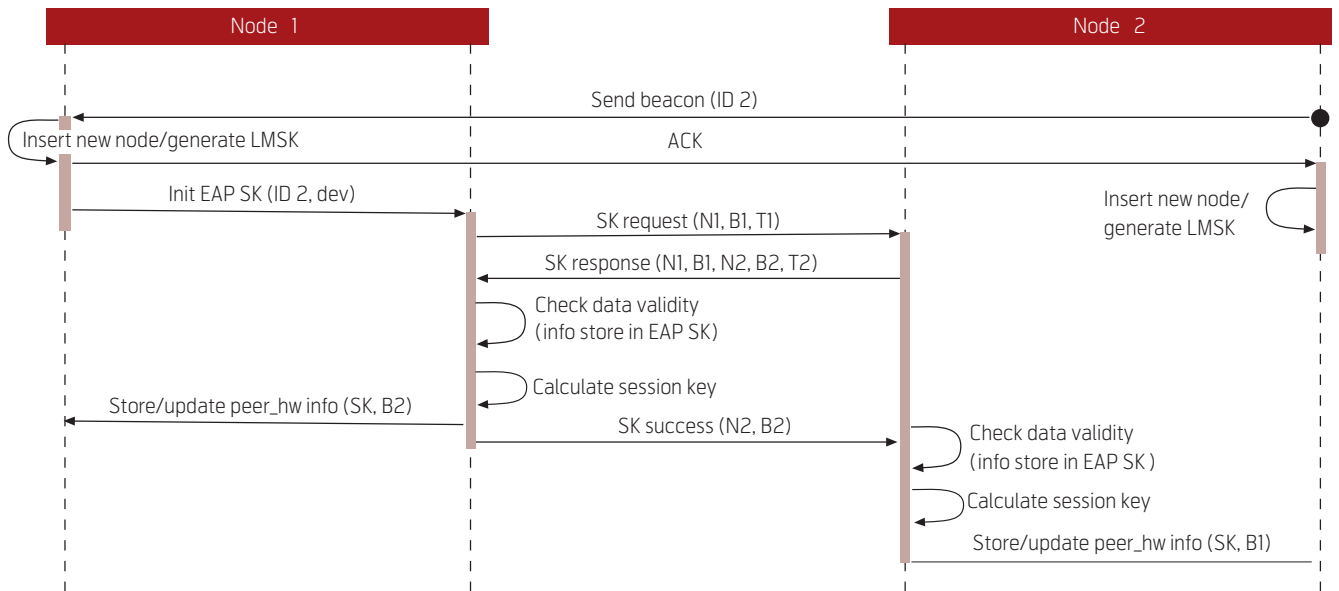 Node 1
Node 2
Send beacon (ID 2)
Insert new node/generate LMSK
ACK
Init EAP SK (ID 2, dev)
Insert new node/
generate LMSK
SK request (N1, B1, T1)
SK response (N1, B1, N2, B2, T2)
Check data validity
(info store in EAP SK)
Calculate session key
Store/update peer_hw info (SK, B2)
SK success (N2, B2)
Check data validity
(info store in EAP SK )
Calculate session key
Store/update peer_hw info (SK, B1)